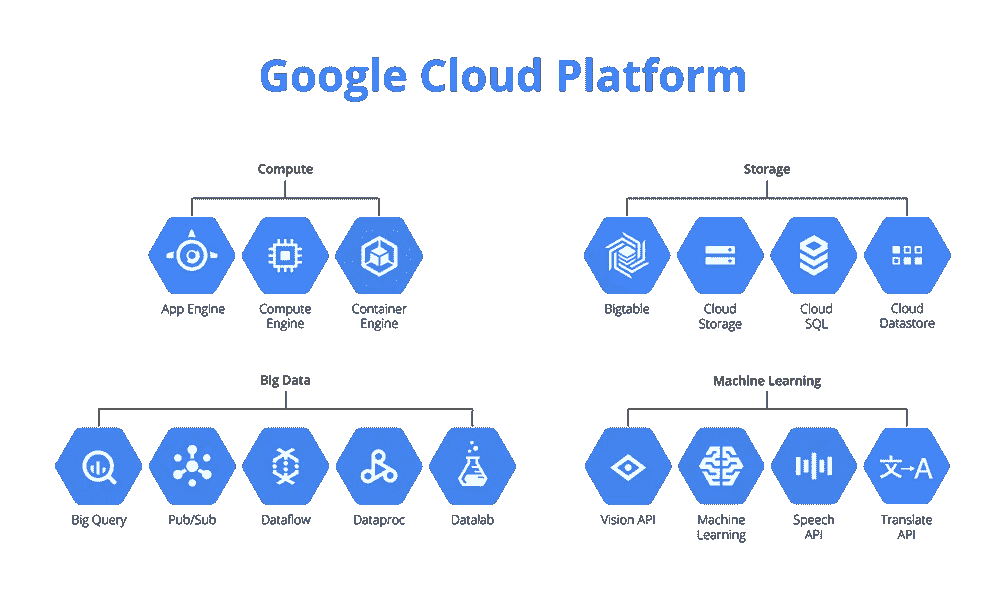 Google Cloud Platform
Compute
App Engine
Compute
Engine
Container
Engine
Storage
Bigtable
Cloud
Storage
Cloud
SQL
Cloud
Datastore
Big Data
Big Query
Pub/Sub
Dataflow
Dataproc
Datalab
Machine Learning
文→A
Vision API
Machine
Learning
Speech
API
Translate
API